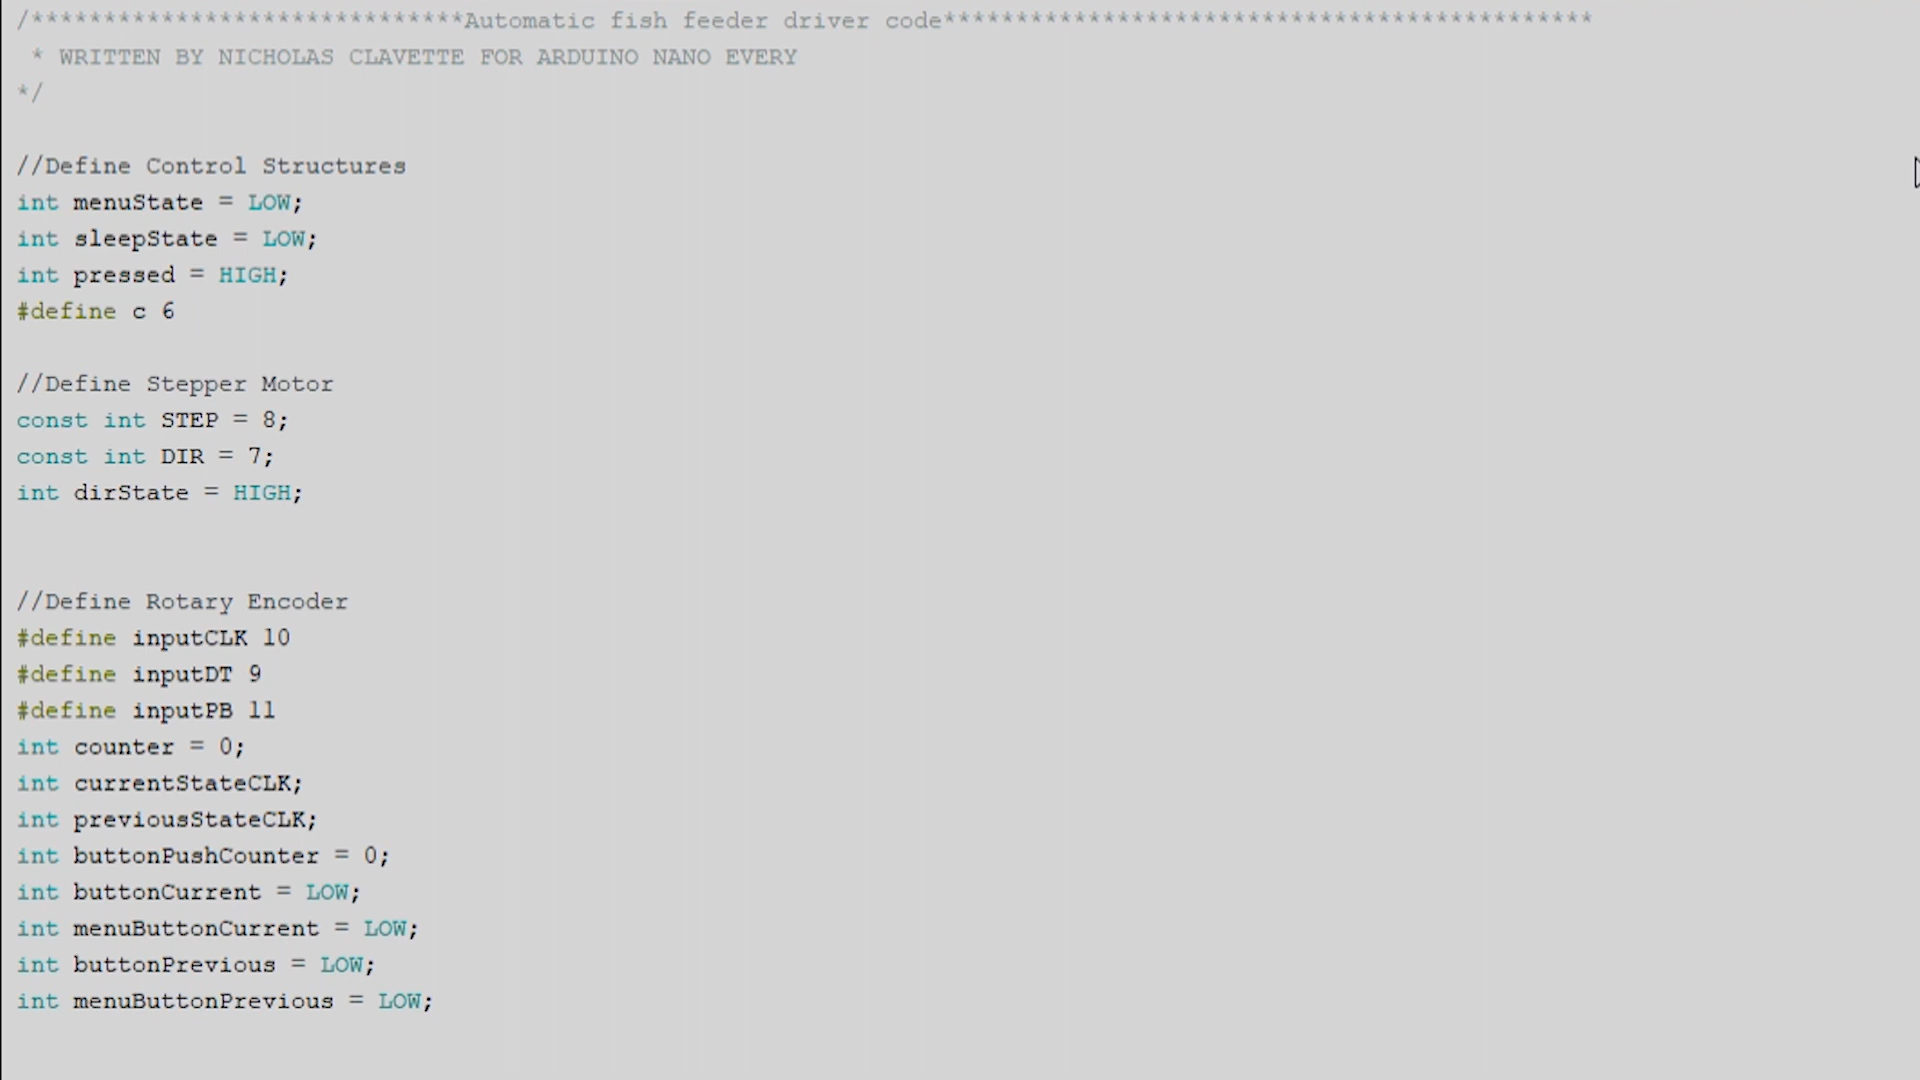 /******************************Automatic fish feeder driver code*********************************************
* WRITTEN BY NICHOLAS CLAVETTE FOR ARDUINO NANO EVERY
*/
//Define Control Structures
int menuState = LOW;
int sleepState = LOW;
int pressed = HIGH;
#define c 6
//Define Stepper Motor
const int STEP = 8;
const int DIR = 7;
int dirState = HIGH;
//Define Rotary Encoder
#define inputCLK 10
#define inputDT 9
#define inputPB 11
int counter = 0;
int currentStateCLK;
int previousStateCLK;
int buttonPushCounter = 0;
int buttonCurrent = LOW;
int menuButtonCurrent = LOW;
int buttonPrevious = LOW;
int menuButtonPrevious = LOW;